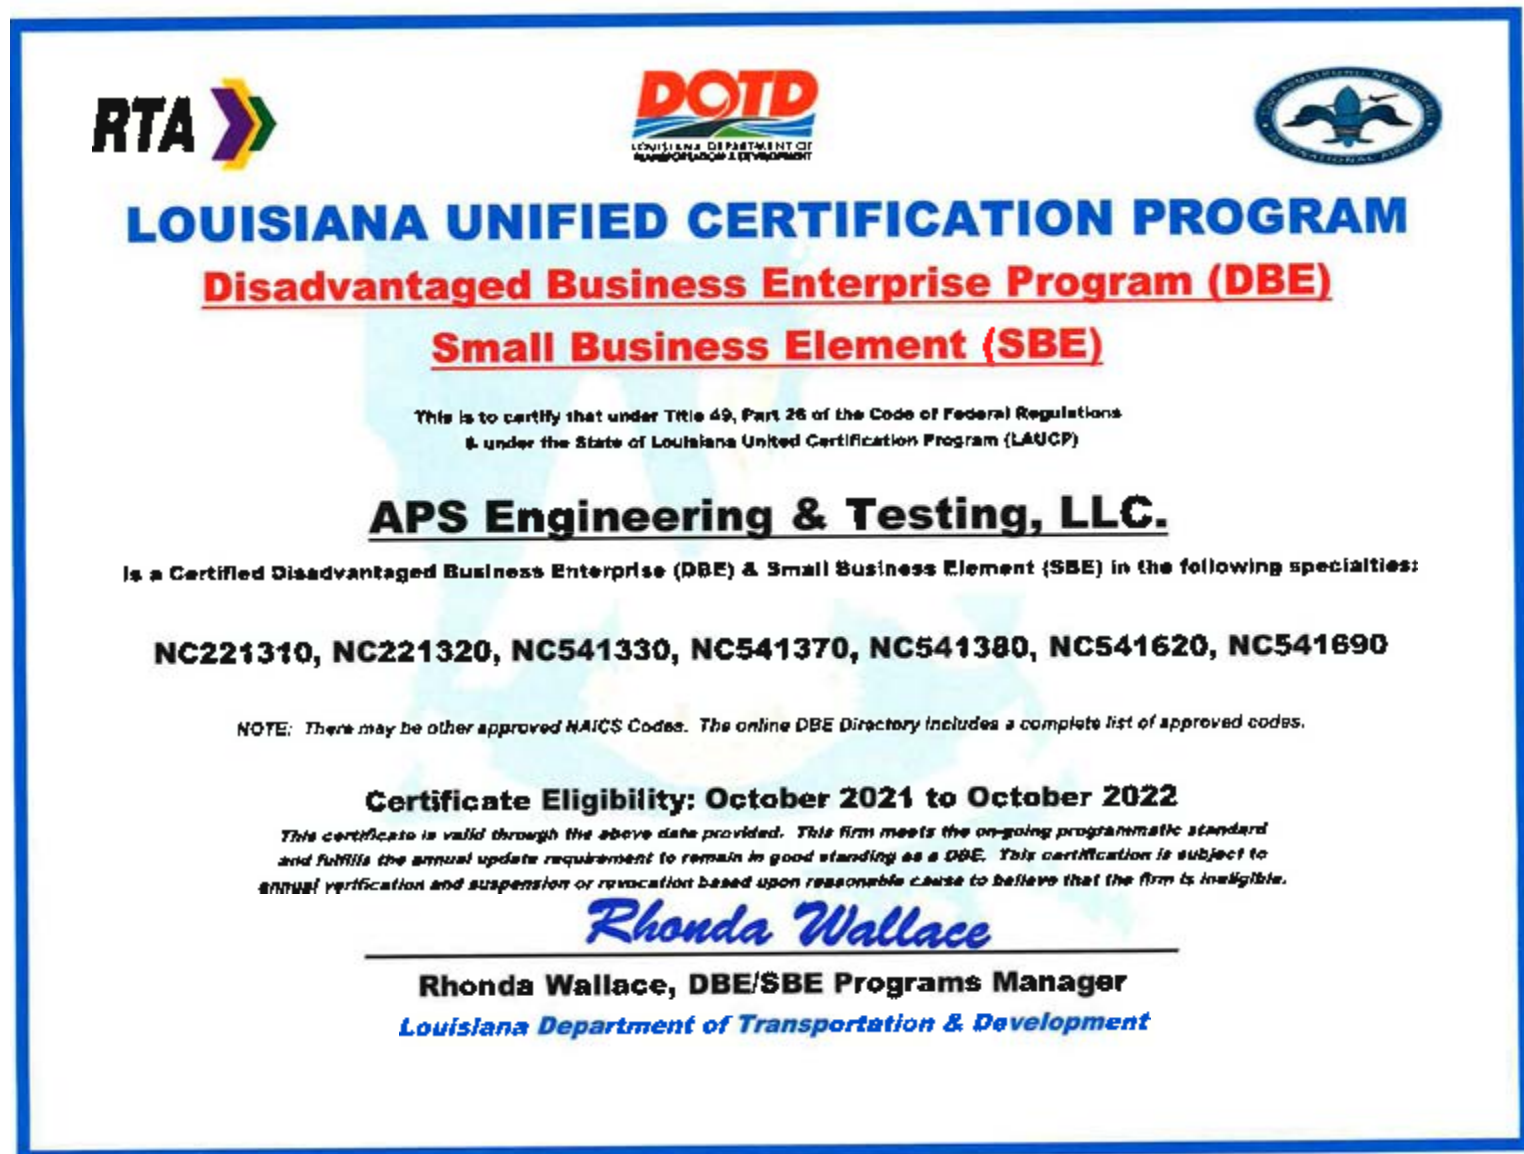 RTA
DOTD
LOUISIANA DEPARTMENT OF
TRANSPORTATION & DEVELOPMENT
LOUIS ARMSTRONG NEW ORLEANS
INTERNATIONAL AIRPORT
LOUISIANA UNIFIED CERTIFICATION PROGRAM
Disadvantaged Business Enterprise Program (DBE)
Small Business Element (SBE)
This is to certify that under Title 49, Part 26 of the Code of Federal Regulations
& under the State of Louisiana United Certification Program (LAUCP)
APS Engineering & Testing, LLC.
Is a Certified Disadvantaged Business Enterprise (DBE) & Small Business Element (SBE) in the following specialties:
NC221310, NC221320, NC541330, NC541370, NC541380, NC541620, NC541690
NOTE: There may be other approved NAICS Codes. The online DBE Directory includes a complete list of approved codes.
Certificate Eligibility: October 2021 to October 2022
This certificate is valid through the above date provided. This firm meets the on-going programmatic standard
and fulfills the annual update requirement to remain in good standing as a DBE. This certification is subject to
annual verification and suspension or revocation based upon reasonable cause to believe that the firm is ineligible.
Rhonda Wallace
Rhonda Wallace, DBE/SBE Programs Manager
Louisiana Department of Transportation & Development